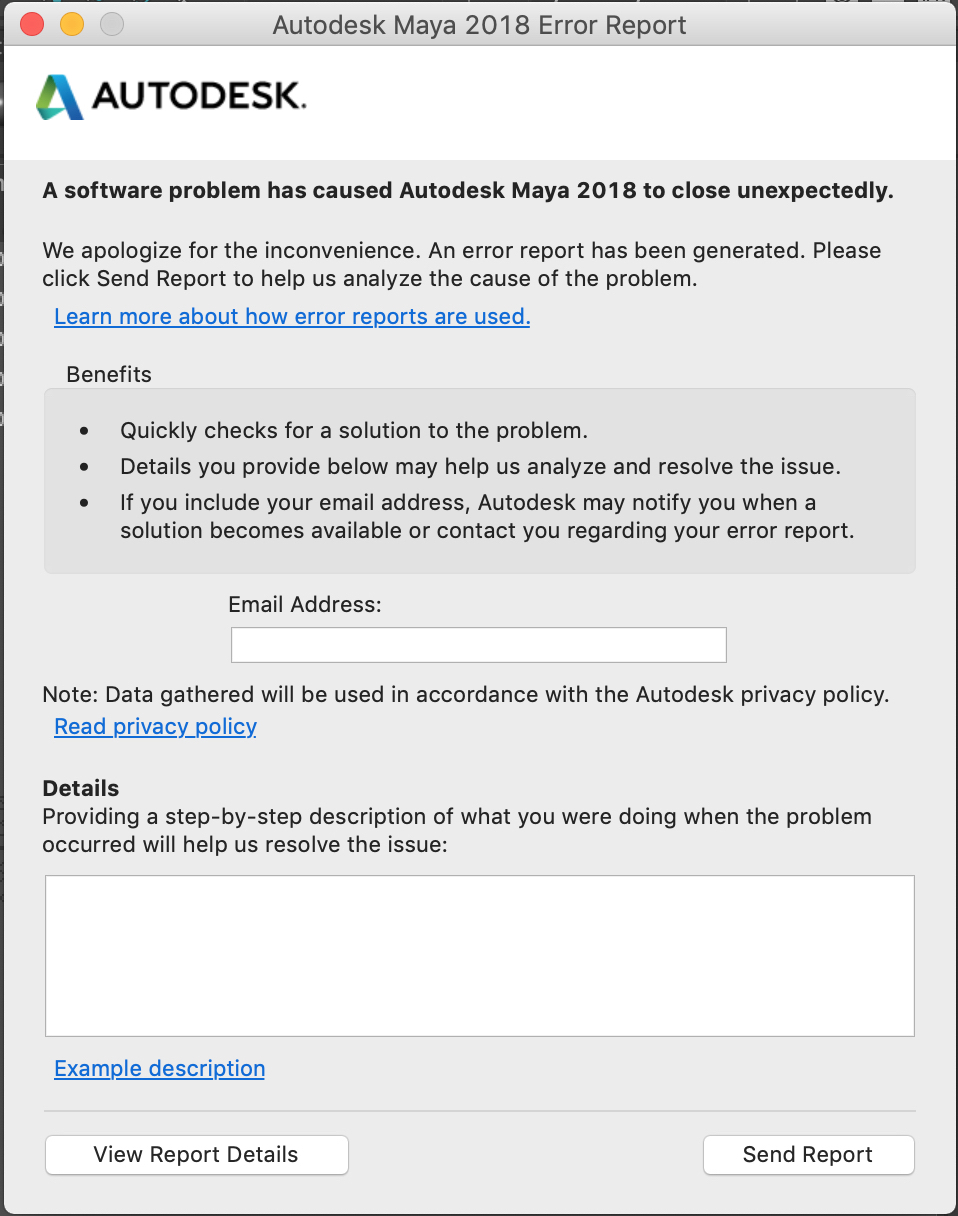 Autodesk Maya 2018 Error Report
AUTODESK.
A software problem has caused Autodesk Maya 2018 to close unexpectedly.
We apologize for the inconvenience. An error report has been generated. Please
click Send Report to help us analyze the cause of the problem.
Learn more about how error reports are used.
Benefits
• Quickly checks for a solution to the problem.
• Details you provide below may help us analyze and resolve the issue.
• If you include your email address, Autodesk may notify you when a
solution becomes available or contact you regarding your error report.
Email Address:
Note: Data gathered will be used in accordance with the Autodesk privacy policy.
Read privacy policy
Details
Providing a step-by-step description of what you were doing when the problem
occurred will help us resolve the issue:
Example description
View Report Details
Send Report